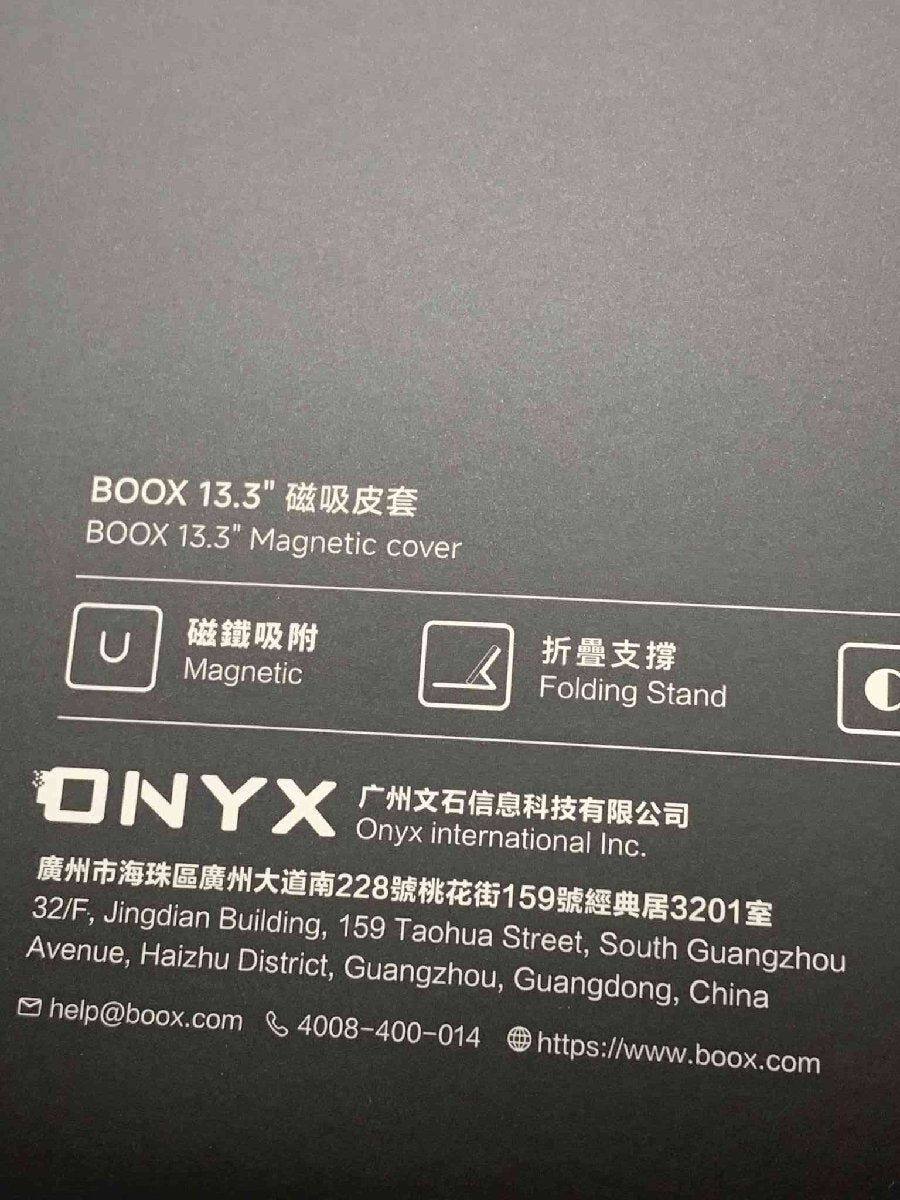 BOOX 13.3" 磁吸皮套
BOOX 13.3" Magnetic cover
磁鐵吸附
Magnetic
折疊支撐
Folding Stand
ONYX
广州文石信息科技有限公司
Onyx international Inc.
廣州市海珠區廣州大道南228號桃花街159號經典居3201室
32/F, Jingdian Building, 159 Taohua Street, South Guangzhou
Avenue, Haizhu District, Guangzhou, Guangdong, China
help@boox.com 4008-400-014 https://www.boox.com